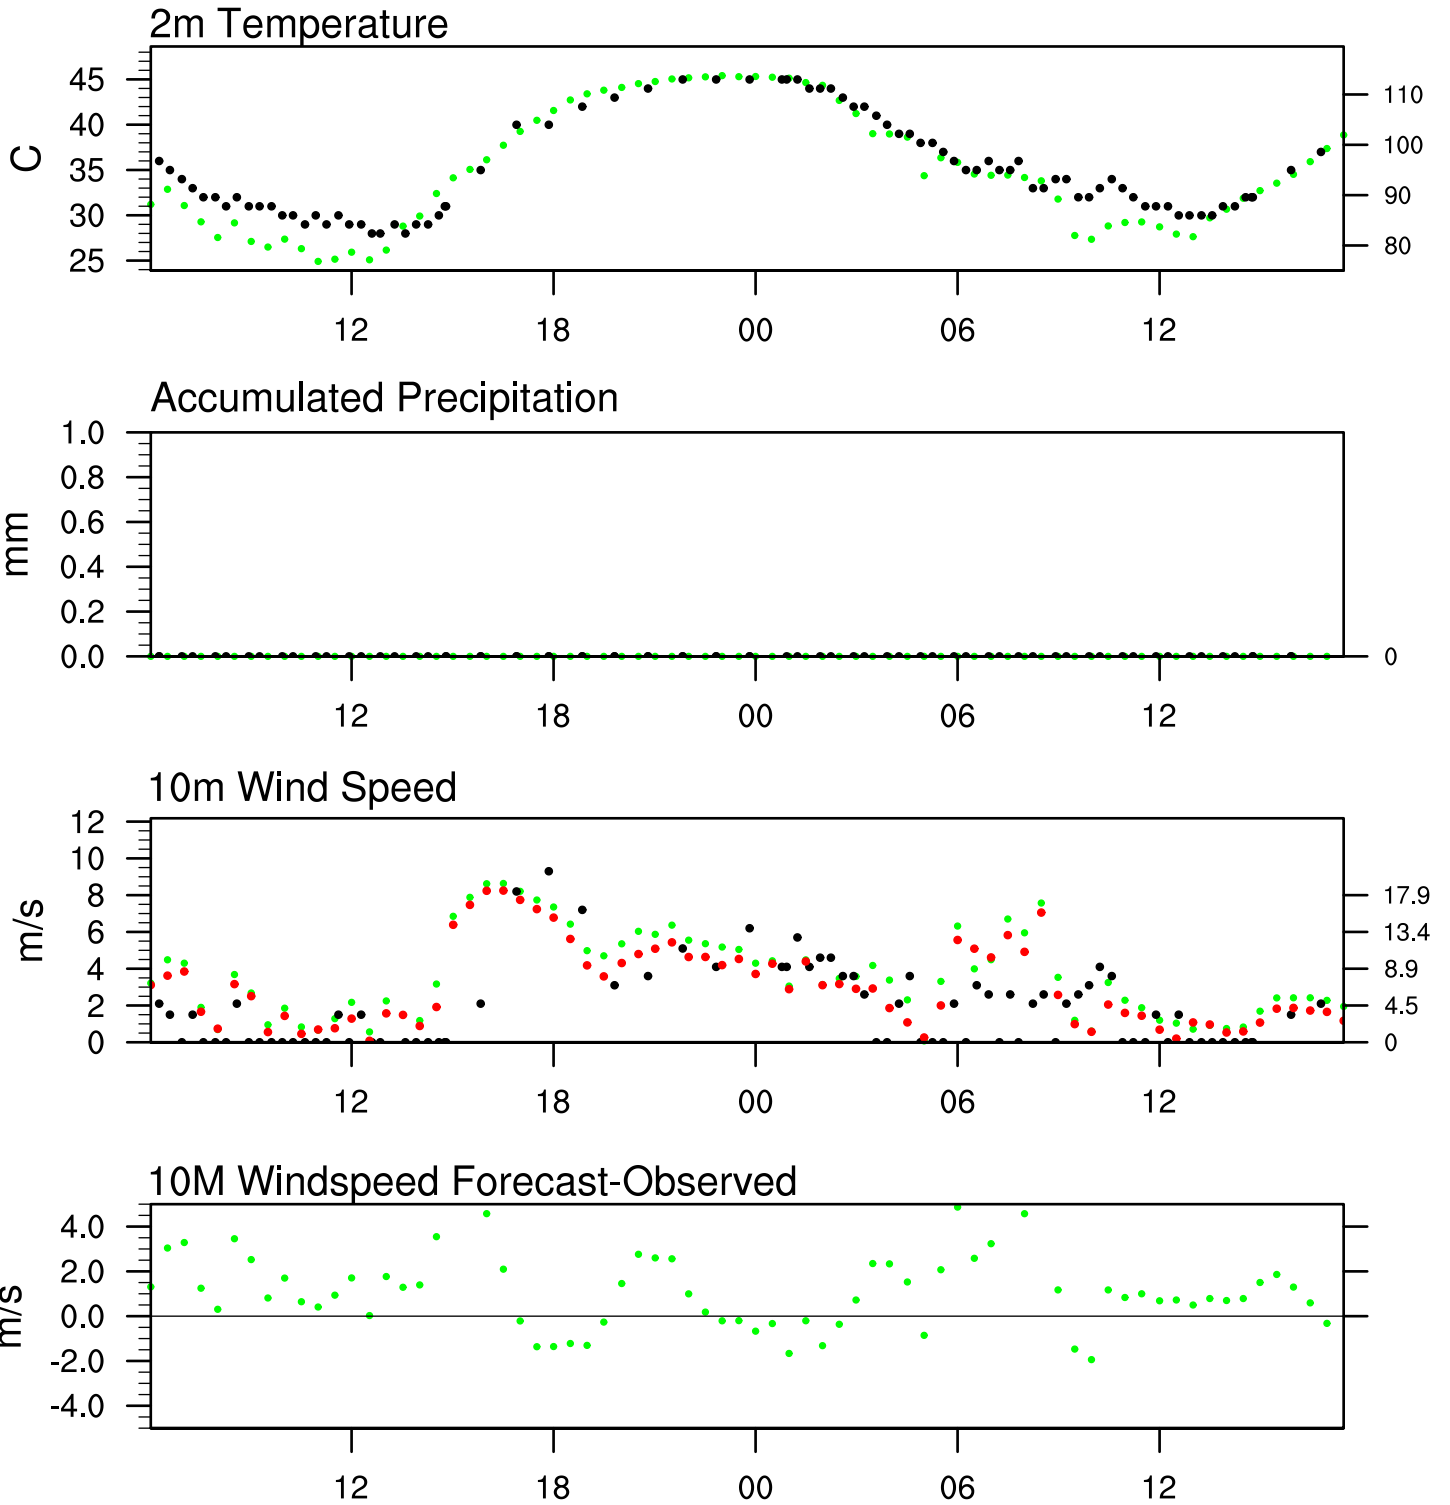 2m Temperature
45
40
35
30
25
C
110
100
90
80
12 18 00 06 12
Accumulated Precipitation
1.0
0.8
0.6
0.4
0.2
0.0
mm
0
12 18 00 06 12
10m Wind Speed
12
10
8
6
4
2
0
m/s
17.9
13.4
8.9
4.5
0
12 18 00 06 12
10M Windspeed Forecast-Observed
4.0
2.0
0.0
-2.0
-4.0
m/s
12 18 00 06 12